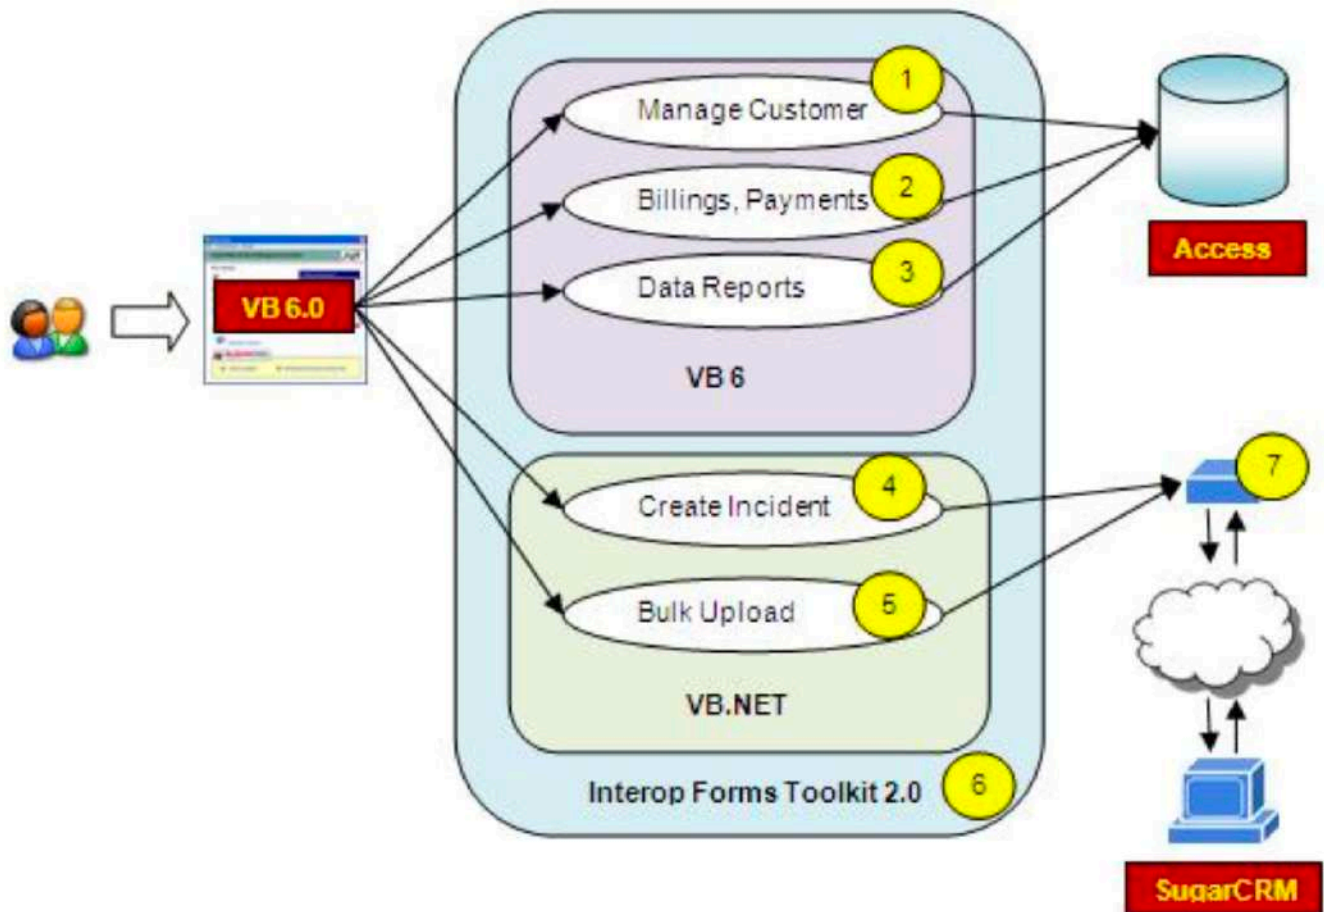 Manage Customer
1
Billings, Payments
2
Data Reports
3
VB 6
VB 6.0
Access
Create Incident
4
Bulk Upload
5
VB.NET
Interop Forms Toolkit 2.0
6
7
SugarCRM